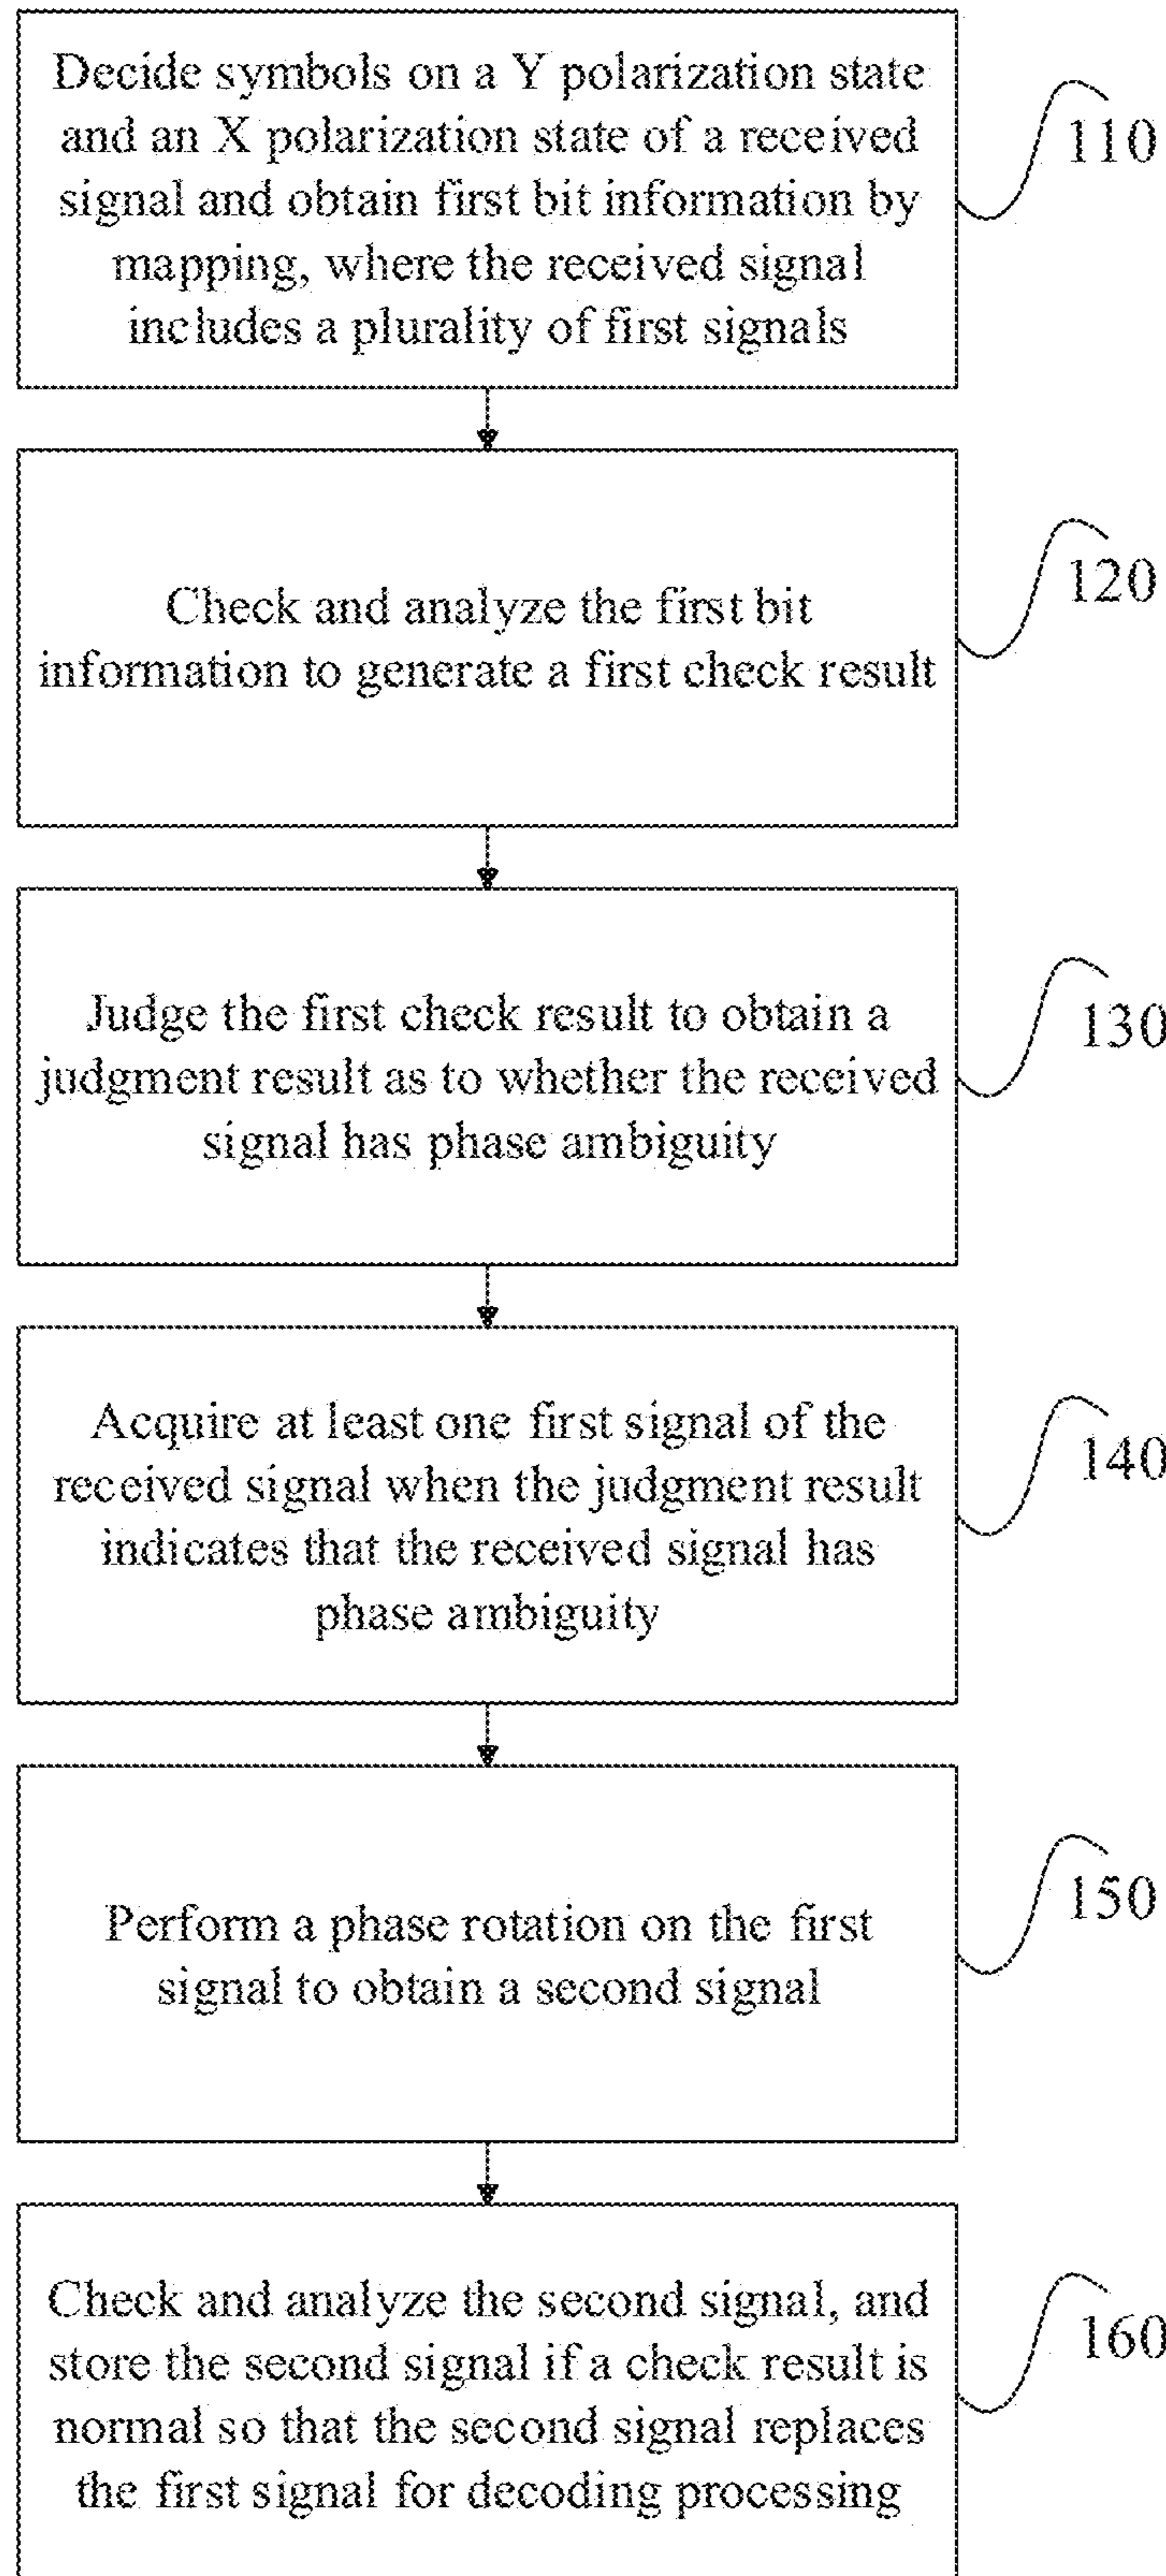 Decide symbols on a Y polarization state
and an X polarization state of a received
signal and obtain first bit information by
mapping, where the received signal
includes a plurality of first signals
110
Check and analyze the first bit
information to generate a first check result
120
Judge the first check result to obtain a
judgment result as to whether the received
signal has phase ambiguity
130
Acquire at least one first signal of the
received signal when the judgment result
indicates that the received signal has
phase ambiguity
140
Perform a phase rotation on the first
signal to obtain a second signal
150
Check and analyze the second signal, and
store the second signal if a check result is
normal so that the second signal replaces
the first signal for decoding processing
160